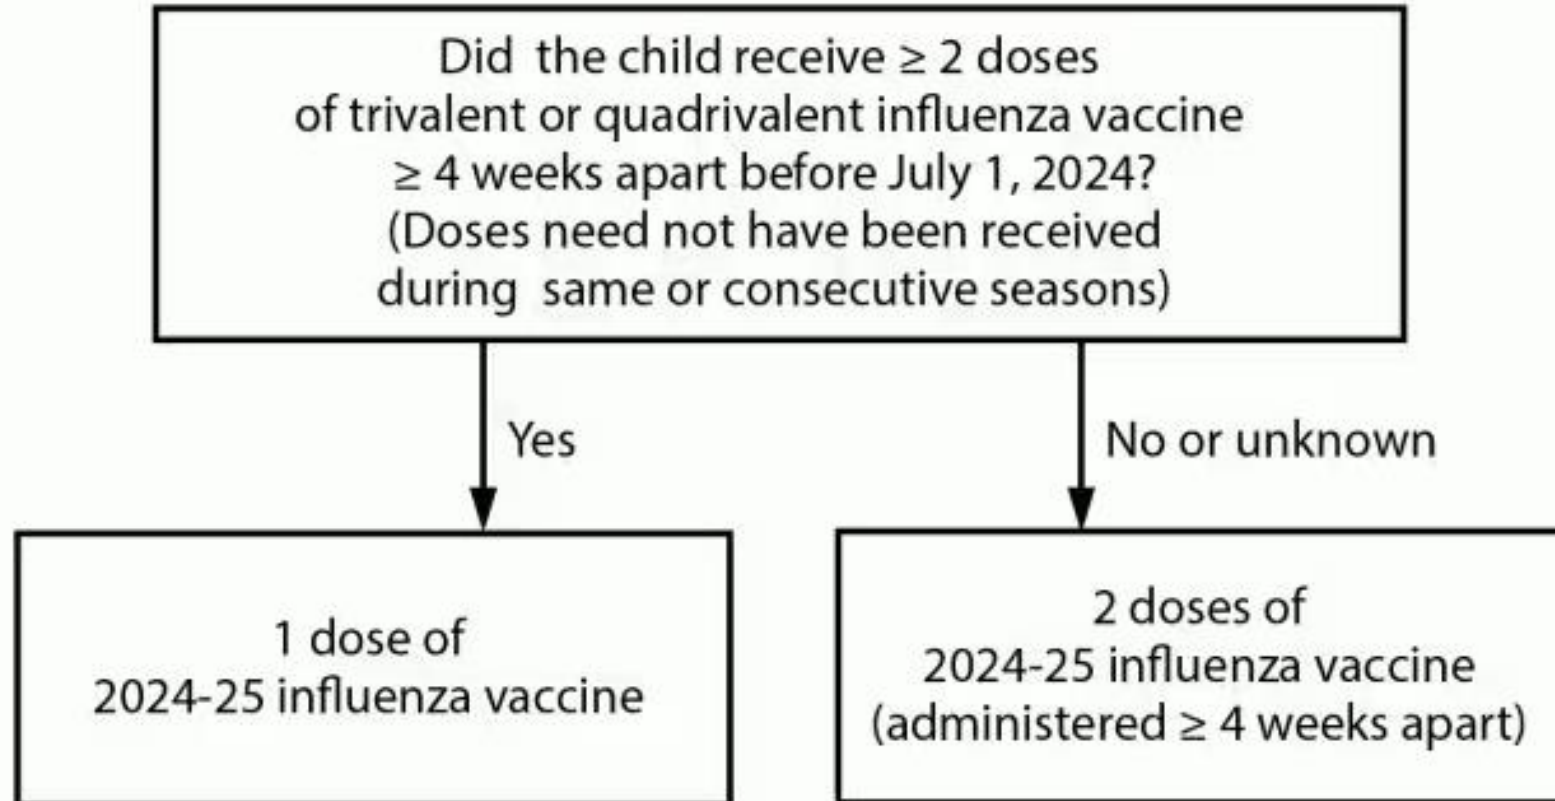 Did the child receive ≥ 2 doses
of trivalent or quadrivalent influenza vaccine
≥ 4 weeks apart before July 1, 2024?
(Doses need not have been received
during same or consecutive seasons)
Yes
No or unknown
1 dose of
2024-25 influenza vaccine
2 doses of
2024-25 influenza vaccine
(administered ≥ 4 weeks apart)